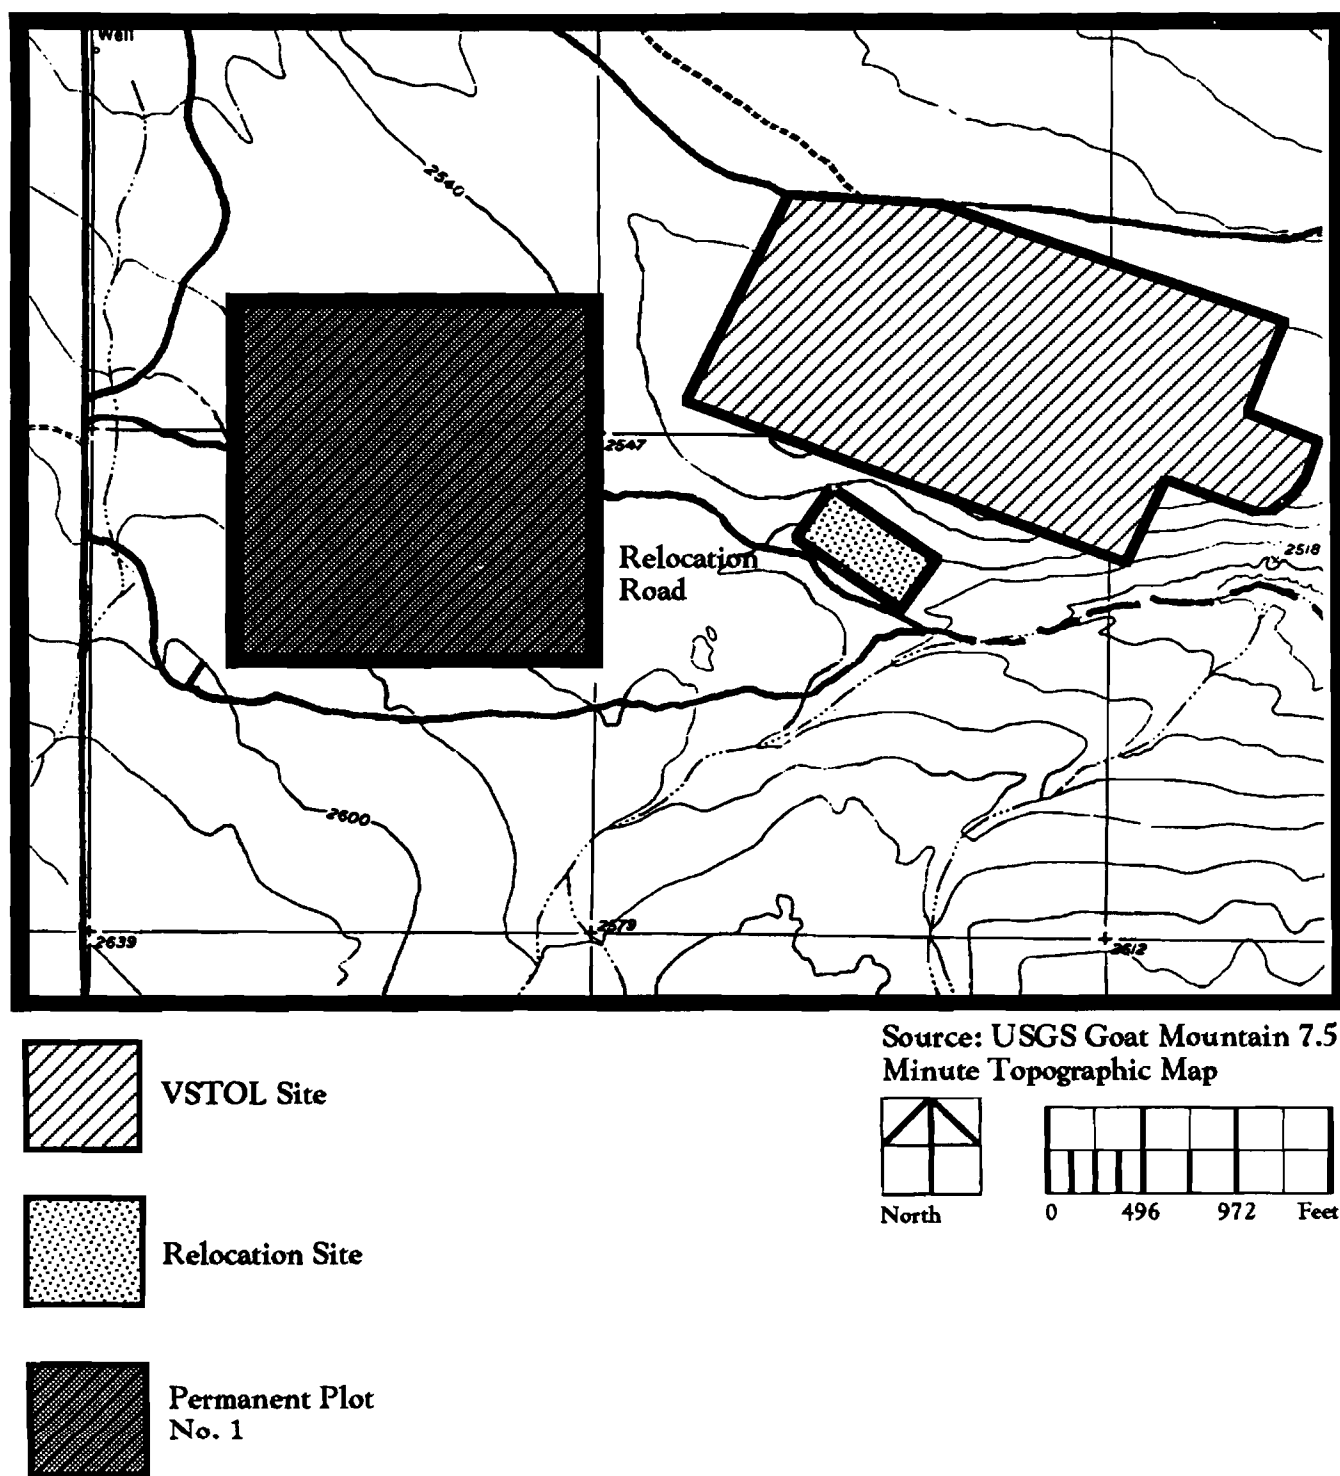 Well
2540
2547
Relocation
Road
2518
2600
2639
2579
2612
Source: USGS Goat Mountain 7.5
Minute Topographic Map
VSTOL Site
North
0 496 972 Feet
Relocation Site
Permanent Plot
No. 1